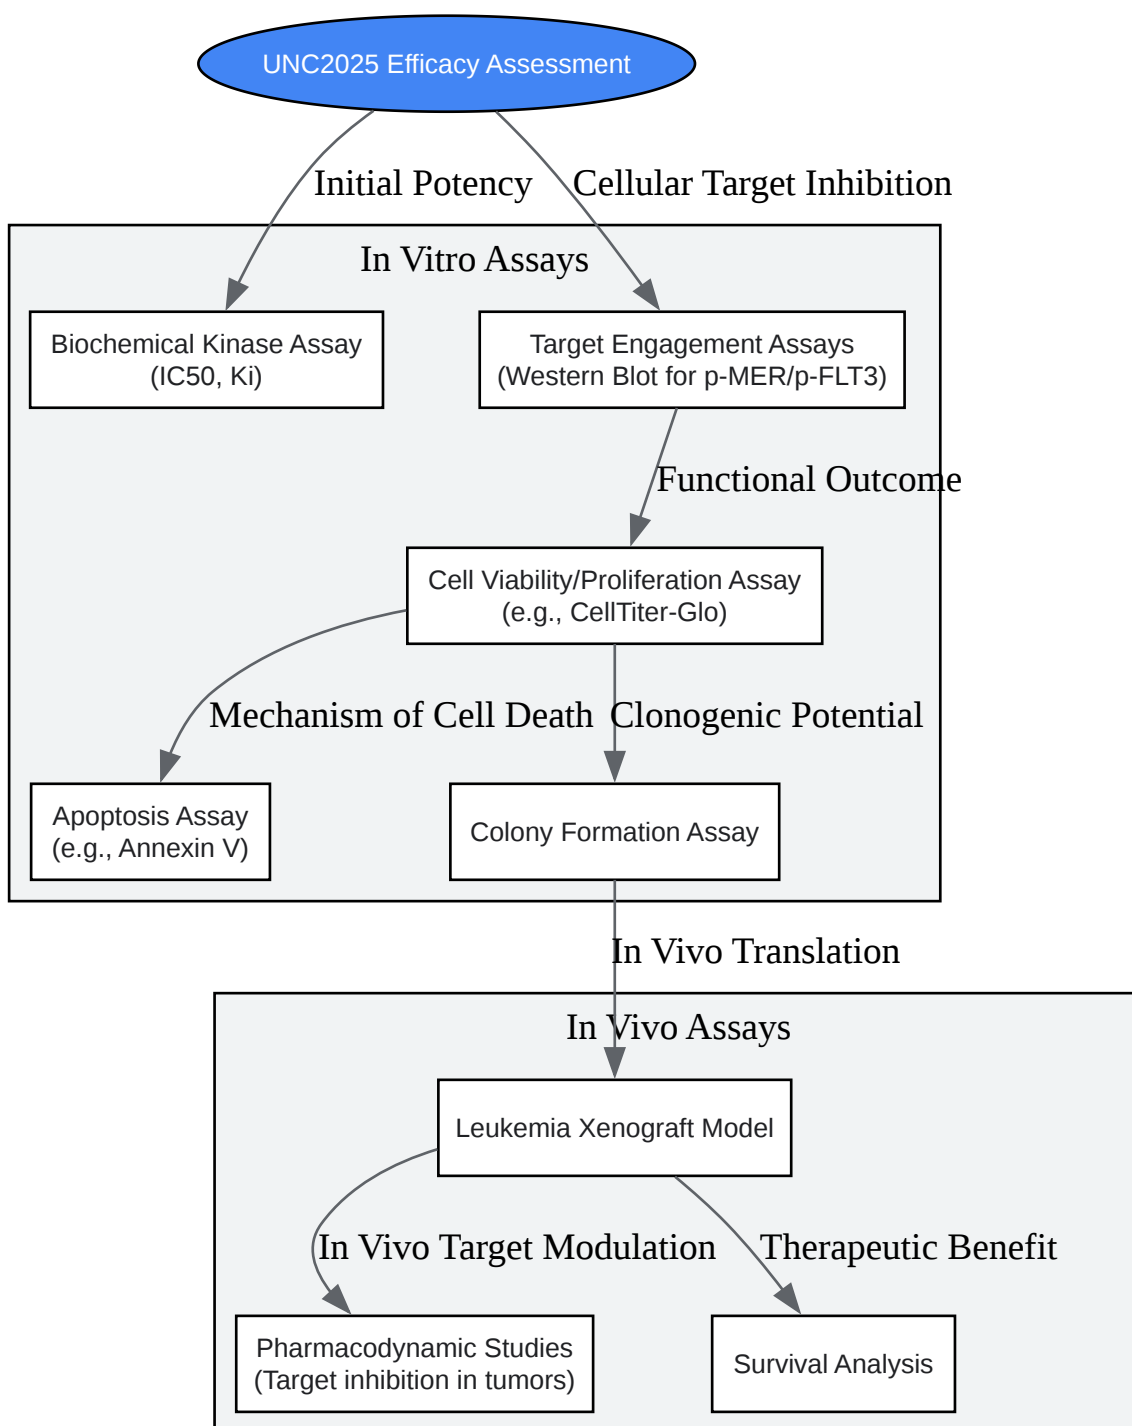 UNC2025 Efficacy Assessment
Initial Potency
Cellular Target Inhibition
In Vitro Assays
Biochemical Kinase Assay
(IC50, Ki)
Target Engagement Assays
(Western Blot for p-MER/p-FLT3)
Functional Outcome
Cell Viability/Proliferation Assay
(e.g., CellTiter-Glo)
Mechanism of Cell Death
Clonogenic Potential
Apoptosis Assay
(e.g., Annexin V)
Colony Formation Assay
In Vivo Translation
In Vivo Assays
Leukemia Xenograft Model
In Vivo Target Modulation
Therapeutic Benefit
Pharmacodynamic Studies
(Target inhibition in tumors)
Survival Analysis